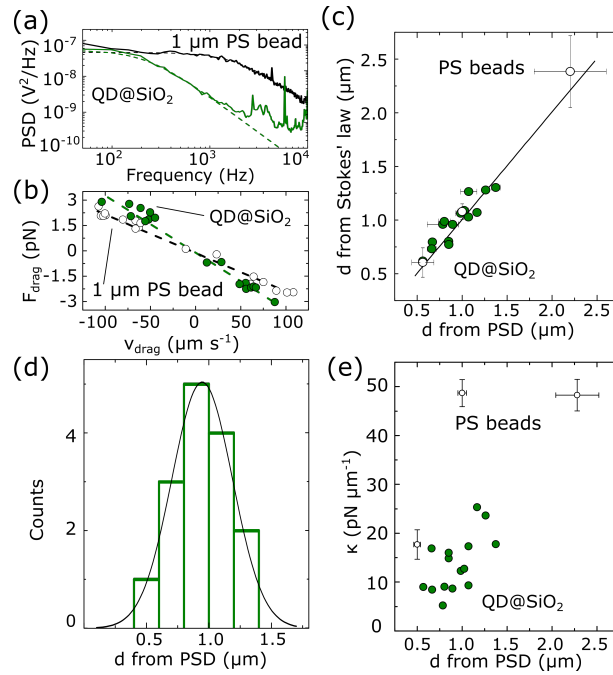 (a)
1 µm PS bead
QD@SiO₂
PSD (V²/Hz)
10⁻⁷
10⁻⁸
10⁻⁹
10⁻¹⁰
10²
10³
10⁴
Frequency (Hz)
(b)
QD@SiO₂
1 µm PS bead
F_drag (pN)
3
1.5
0
-1.5
-3
-100
-50
0
50
100
v_drag (µm s⁻¹)
(c)
PS beads
QD@SiO₂
d from Stokes' law (µm)
2.5
2.0
1.5
1.0
0.5
0.5
1.0
1.5
2.0
2.5
d from PSD (µm)
(d)
Counts
4
2
0
0.5
1.0
1.5
d from PSD (µm)
(e)
PS beads
QD@SiO₂
κ (pN µm⁻¹)
50
40
30
20
10
0
0.5
1.0
1.5
2.0
2.5
d from PSD (µm)